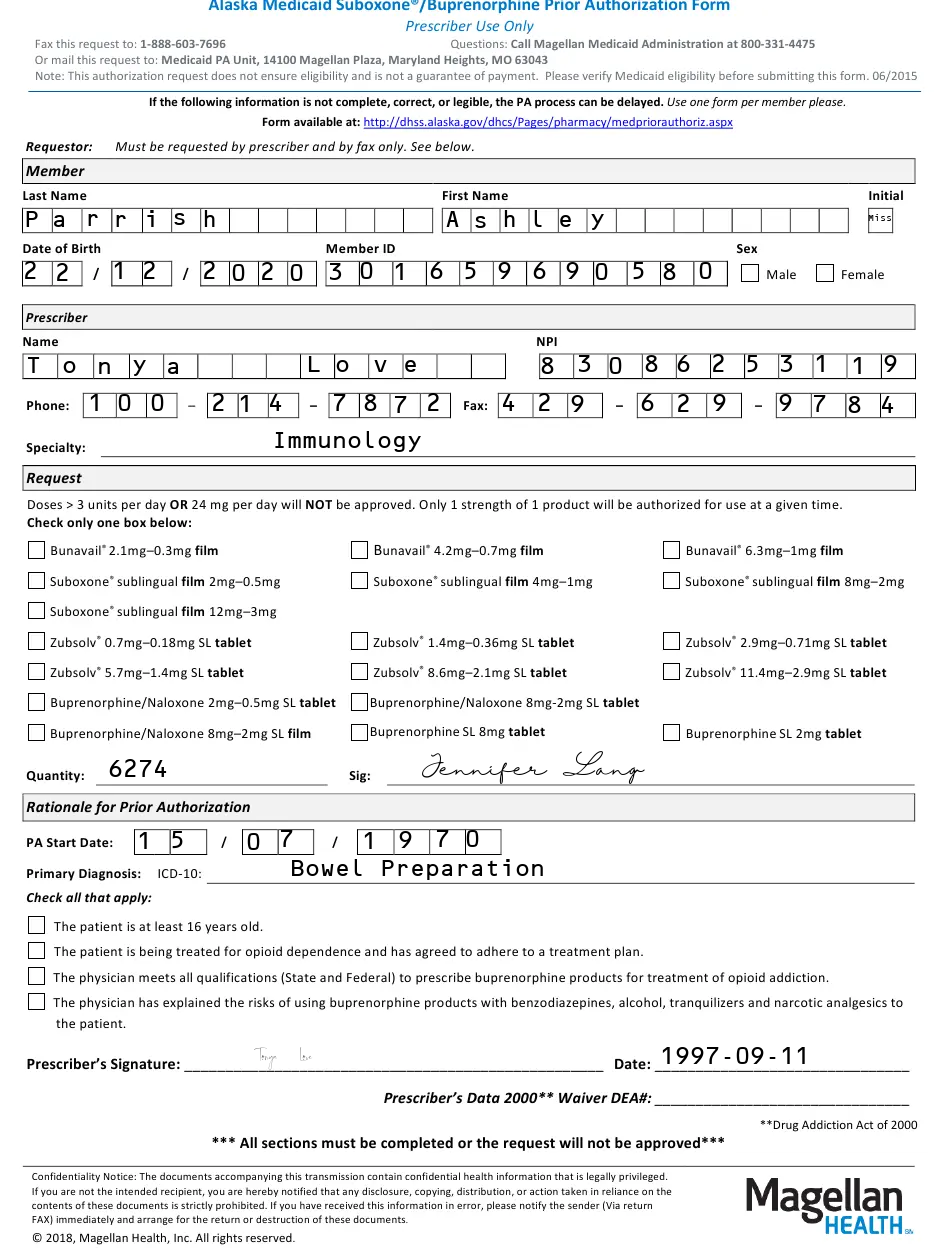 Alaska Medicaid Suboxone®/Buprenorphine Prior Authorization Form
Prescriber Use Only
Fax this request to: 1-888-603-7696 Questions: Call Magellan Medicaid Administration at 800-331-4475
Or mail this request to: Medicaid PA Unit, 14100 Magellan Plaza, Maryland Heights, MO 63043
Note: This authorization request does not ensure eligibility and is not a guarantee of payment. Please verify Medicaid eligibility before submitting this form. 06/2015
If the following information is not complete, correct, or legible, the PA process can be delayed. Use one form per member please.
Form available at: http://dhss.alaska.gov/dhcs/Pages/pharmacy/medpriorauthoriz.aspx
Requestor: Must be requested by prescriber and by fax only. See below.
Member
Last Name First Name Initial
Parrish Ashley Miss
Date of Birth Member ID Sex
22 / 12 / 2020 301659690580 Male Female
Prescriber
Name NPI
Tonya Love 83086253119
Phone: 100 - 214 - 7872 Fax: 429 - 629 - 9784
Specialty: Immunology
Request
Doses > 3 units per day OR 24 mg per day will NOT be approved. Only 1 strength of 1 product will be authorized for use at a given time.
Check only one box below:
Bunavail® 2.1mg–0.3mg film Bunavail® 4.2mg–0.7mg film Bunavail® 6.3mg–1mg film
Suboxone® sublingual film 2mg–0.5mg Suboxone® sublingual film 4mg–1mg Suboxone® sublingual film 8mg–2mg
Suboxone® sublingual film 12mg–3mg
Zubsolv® 0.7mg–0.18mg SL tablet Zubsolv® 1.4mg–0.36mg SL tablet Zubsolv® 2.9mg–0.71mg SL tablet
Zubsolv® 5.7mg–1.4mg SL tablet Zubsolv® 8.6mg–2.1mg SL tablet Zubsolv® 11.4mg–2.9mg SL tablet
Buprenorphine/Naloxone 2mg–0.5mg SL tablet Buprenorphine/Naloxone 8mg-2mg SL tablet
Buprenorphine/Naloxone 8mg–2mg SL film Buprenorphine SL 8mg tablet Buprenorphine SL 2mg tablet
Quantity: 6274 Sig: Jennifer Lang
Rationale for Prior Authorization
PA Start Date: 15 / 07 / 1970
Primary Diagnosis: ICD-10: Bowel Preparation
Check all that apply:
The patient is at least 16 years old.
The patient is being treated for opioid dependence and has agreed to adhere to a treatment plan.
The physician meets all qualifications (State and Federal) to prescribe buprenorphine products for treatment of opioid addiction.
The physician has explained the risks of using buprenorphine products with benzodiazepines, alcohol, tranquilizers and narcotic analgesics to
the patient.
Prescriber's Signature: Tonya Love Date: 1997-09-11
Prescriber's Data 2000** Waiver DEA#:
**Drug Addiction Act of 2000
*** All sections must be completed or the request will not be approved***
Confidentiality Notice: The documents accompanying this transmission contain confidential health information that is legally privileged.
If you are not the intended recipient, you are hereby notified that any disclosure, copying, distribution, or action taken in reliance on the
contents of these documents is strictly prohibited. If you have received this information in error, please notify the sender (Via return
FAX) immediately and arrange for the return or destruction of these documents.
© 2018, Magellan Health, Inc. All rights reserved.
Magellan
HEALTH